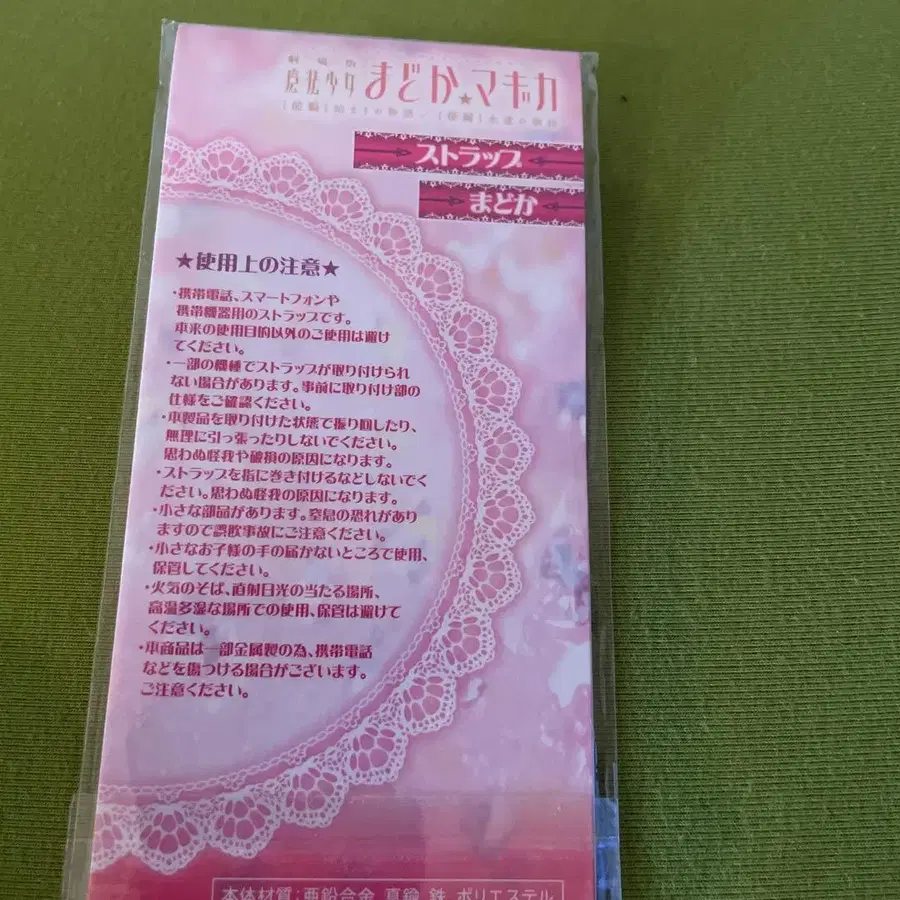 劇場版
魔法少女まどか★マギカ
[前編]始まりの物語/[後編]永遠の物語
ストラップ
まどか
★使用上の注意★
・携帯電話、スマートフォンや
携帯機器用のストラップです。
本来の使用目的以外のご使用は避け
てください。
・一部の機種でストラップが取り付けられ
ない場合があります。事前に取り付け部の
仕様をご確認ください。
・本製品を取り付けた状態で振り回したり、
無理に引っ張ったりしないでください。
思わぬ怪我や破損の原因になります。
・ストラップを指に巻き付けるなどしないでく
ださい。思わぬ怪我の原因になります。
・小さな部品があります。窒息の恐れがあり
ますので誤飲事故にご注意ください。
・小さなお子様の手の届かないところで使用、
保管してください。
・火気のそば、直射日光の当たる場所、
高温多湿な場所での使用、保管は避けて
ください。
・本商品は一部金属製の為、携帯電話
などを傷つける場合がございます。
ご注意ください。
本体材質：亜鉛合金 真鍮 鉄 ポリエステル